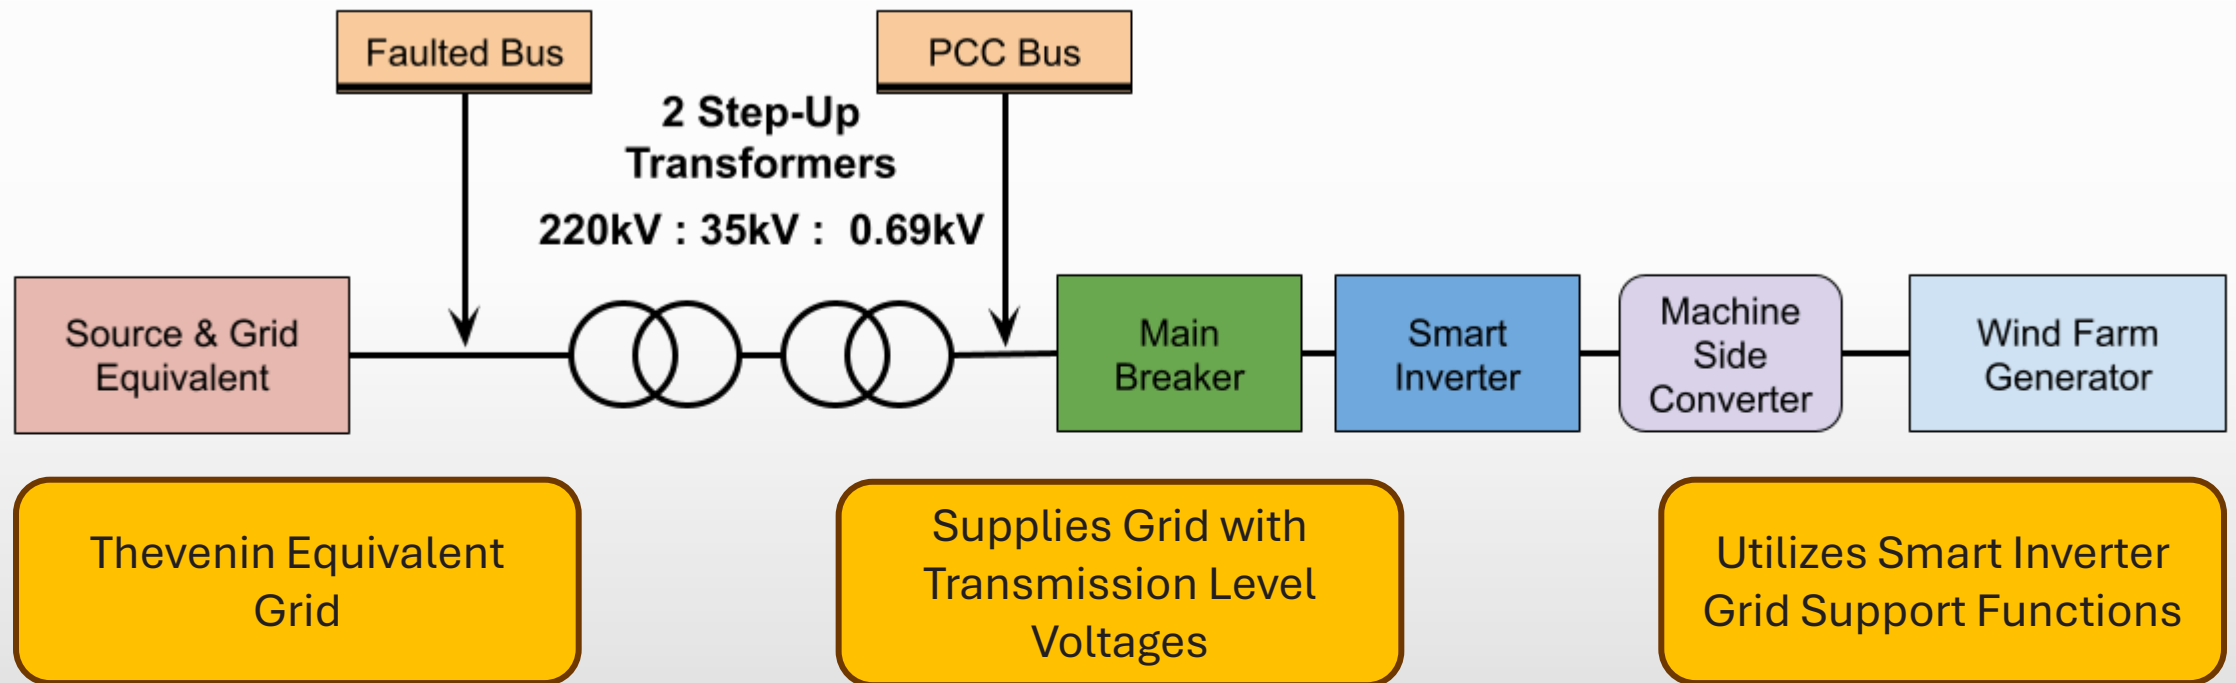 Faulted Bus
PCC Bus
2 Step-Up
Transformers
220kV : 35kV : 0.69kV
Source & Grid
Equivalent
Main
Breaker
Smart
Inverter
Machine
Side
Converter
Wind Farm
Generator
Thevenin Equivalent
Grid
Supplies Grid with
Transmission Level
Voltages
Utilizes Smart Inverter
Grid Support Functions